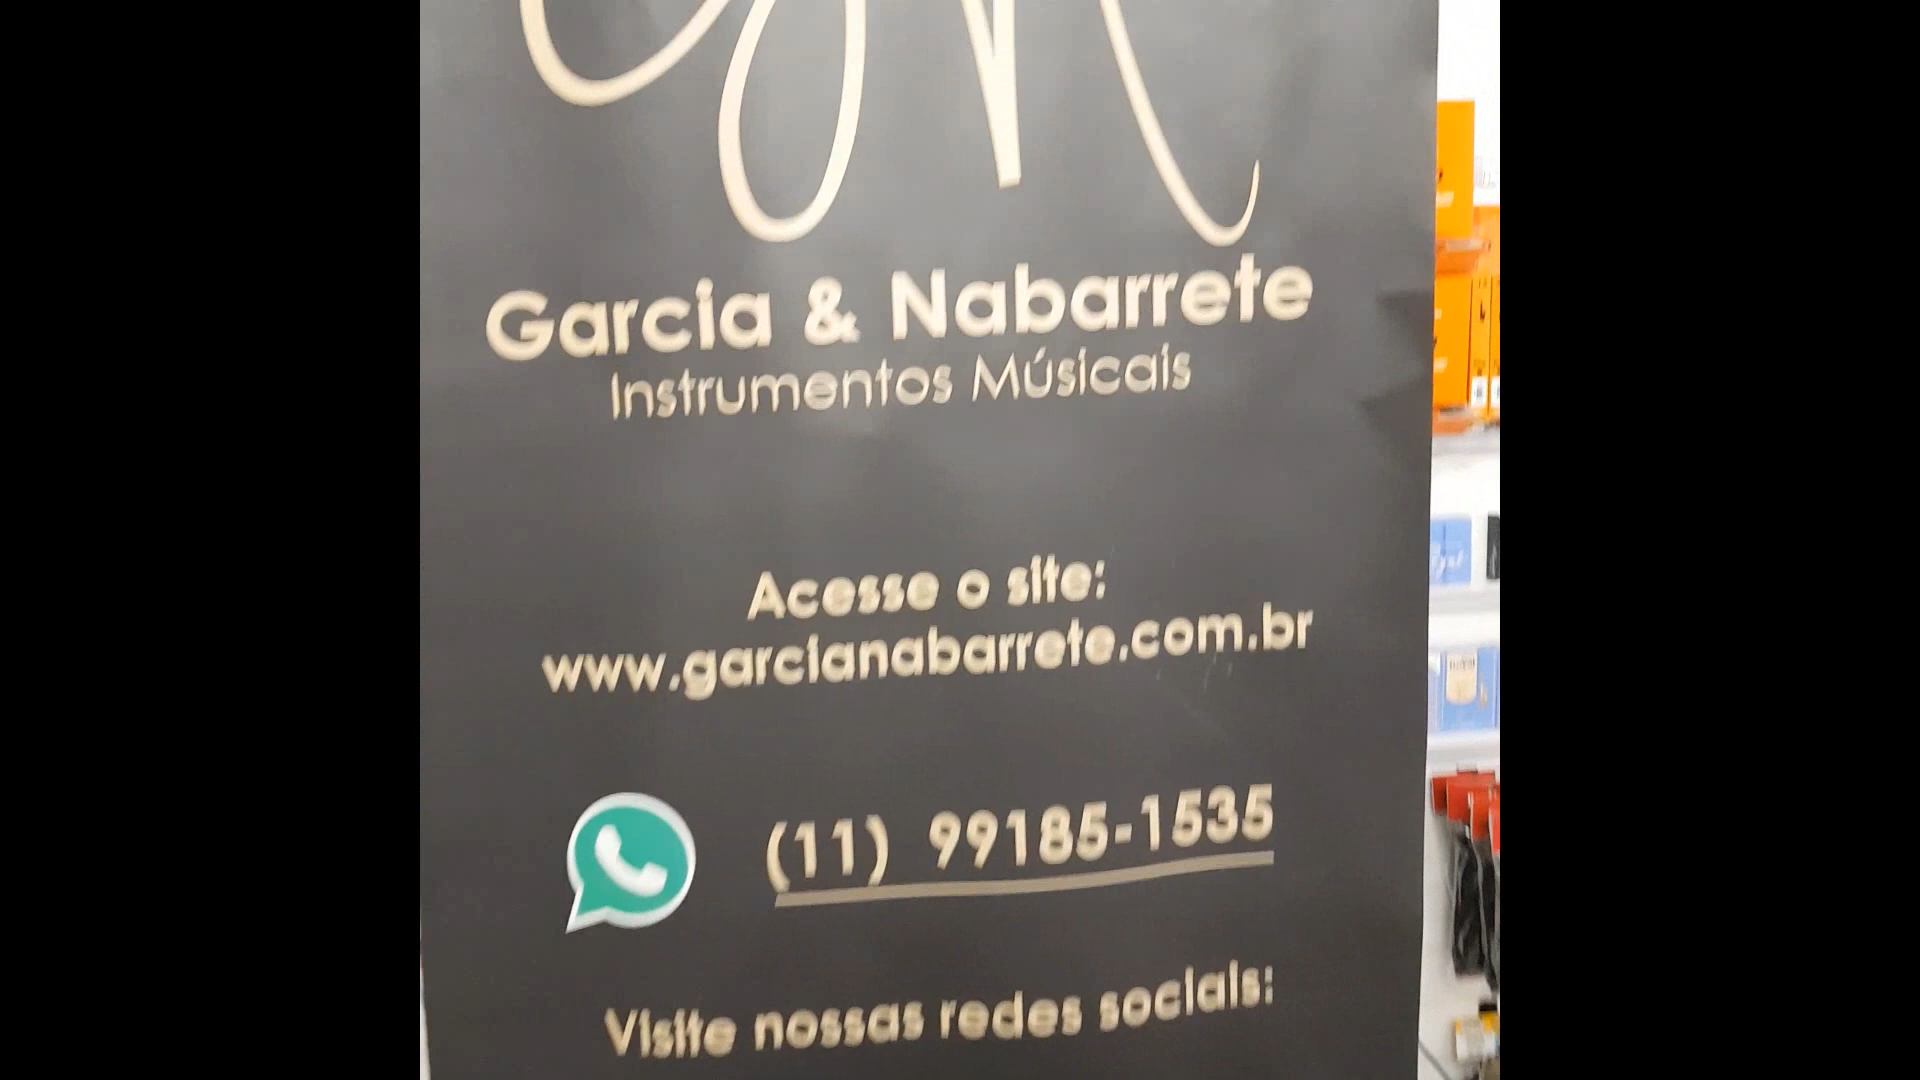 Garcia & Nabarrete
Instrumentos Músicais
Acesse o site:
www.garcianabarrete.com.br
(11) 99185-1535
Visite nossas redes sociais: